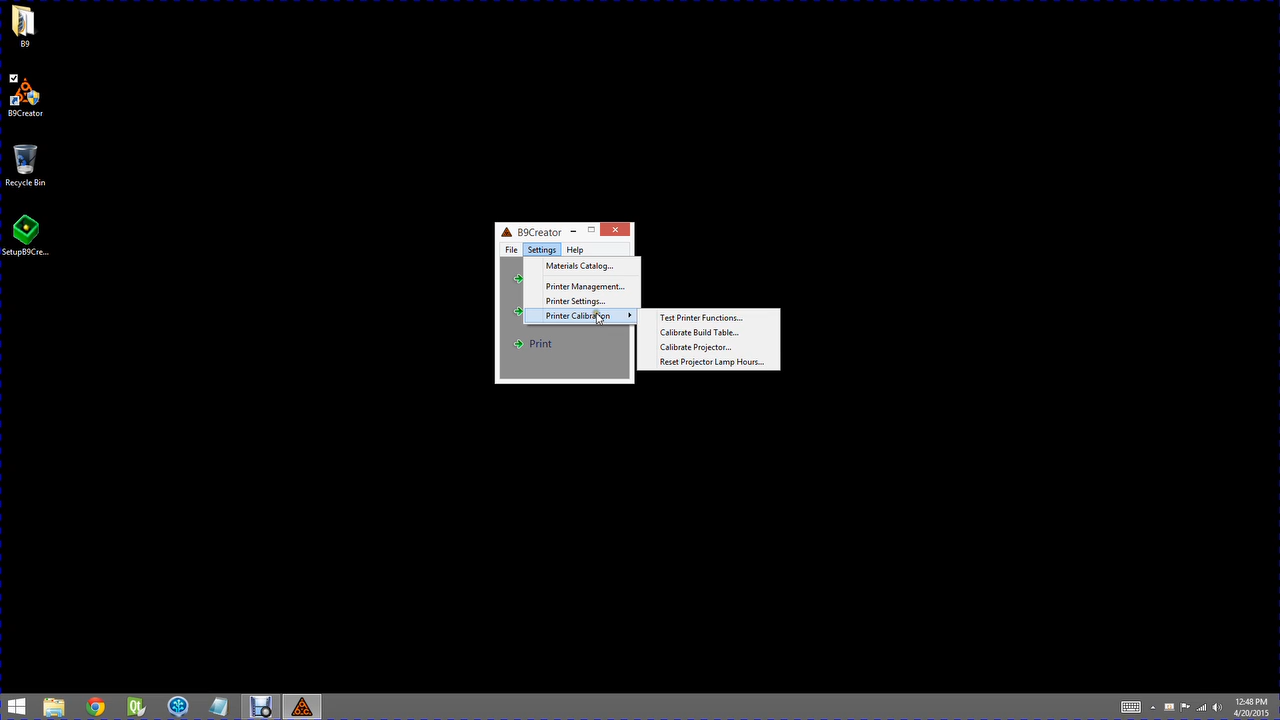 B9
B9Creator
Recycle Bin
SetupB9Cre...
B9Creator
File Settings Help
Materials Catalog...
Printer Management...
Printer Settings...
Printer Calibration
Test Printer Functions...
Calibrate Build Table...
Calibrate Projector...
Reset Projector Lamp Hours...
Print
12:48 PM
4/20/2015